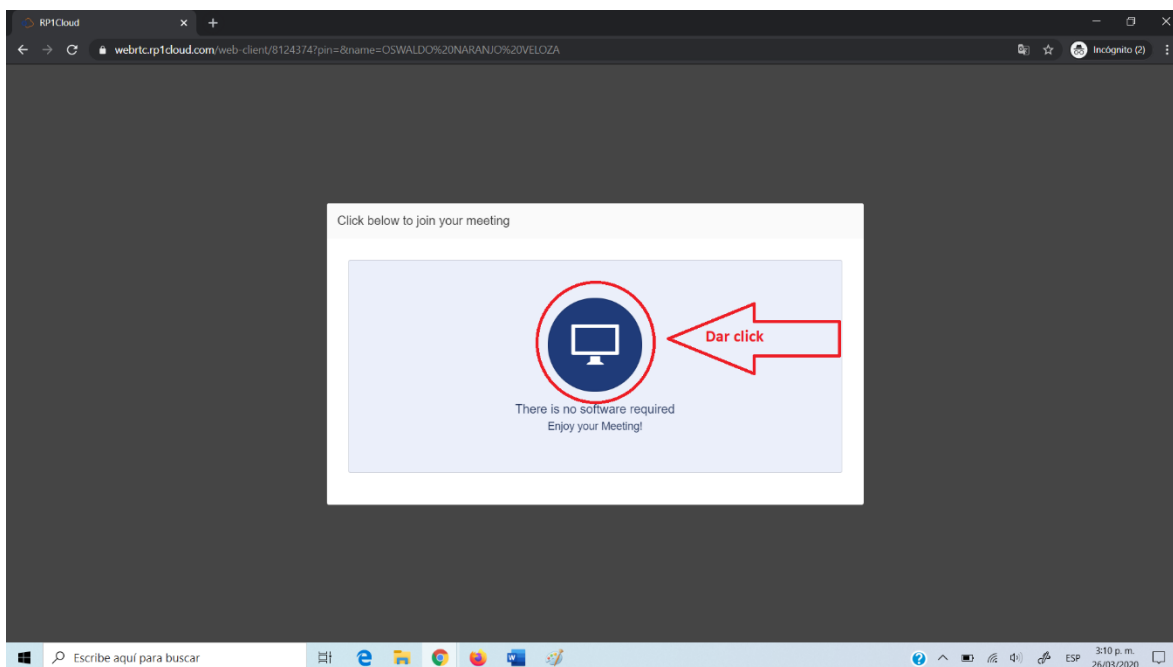 RP1Cloud
webrtc.rp1cloud.com/web-client/8124374?pin=&name=OSWALDO%20NARANJO%20VELOZA
Incógnito (2)
Click below to join your meeting
Dar click
There is no software required
Enjoy your Meeting!
Escribe aquí para buscar
ESP
3:10 p. m.
26/03/2020